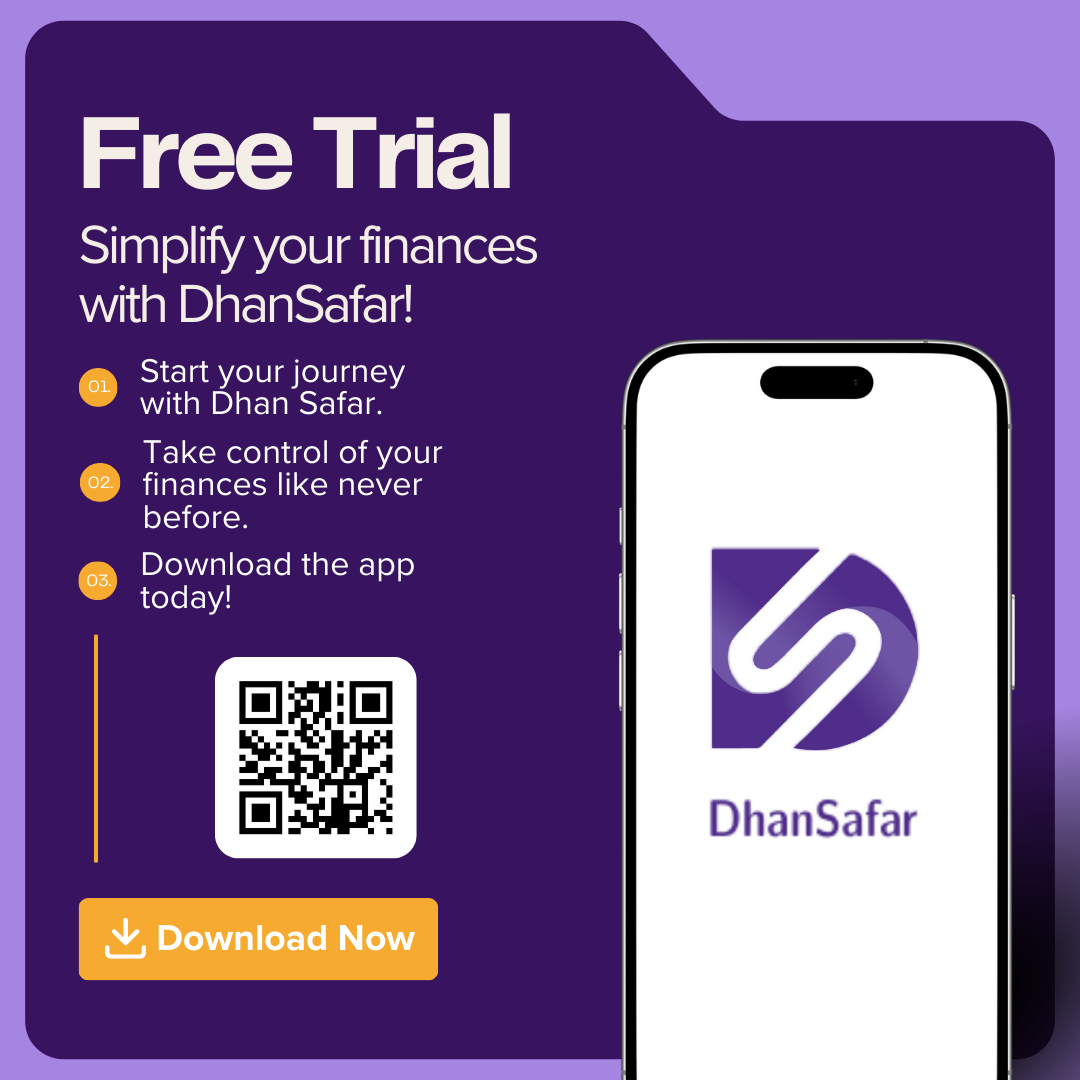 Free Trial
Simplify your finances
with DhanSafar!
01.
Start your journey
with Dhan Safar.
02.
Take control of your
finances like never
before.
03.
Download the app
today!
Download Now
DhanSafar